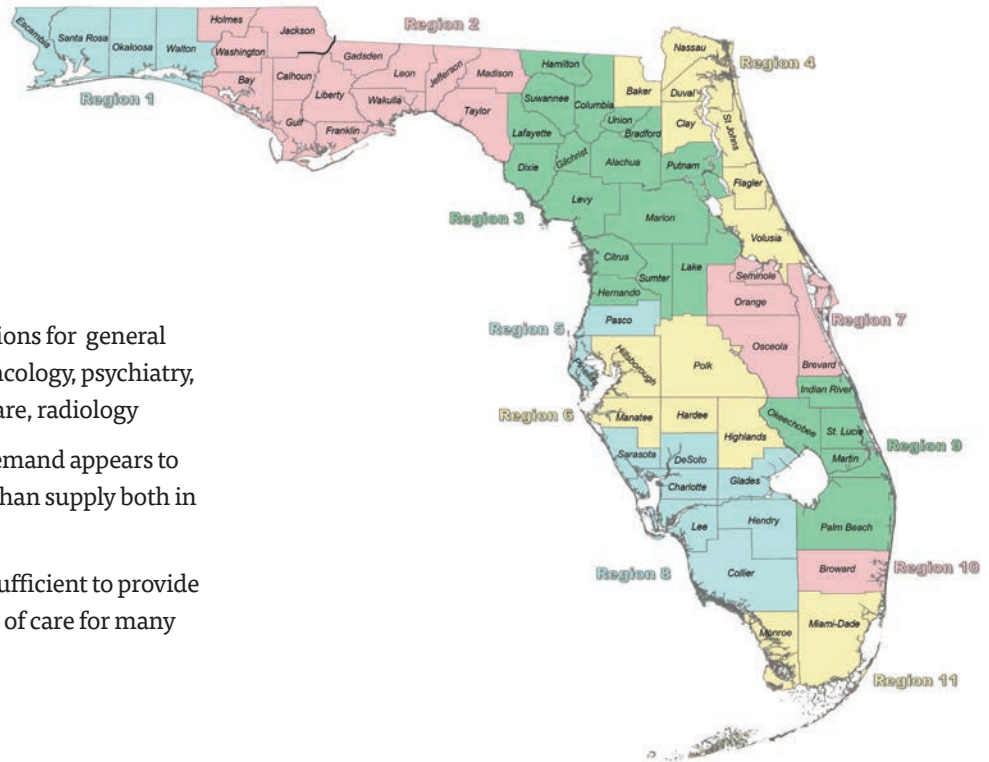 Region 2
Holmes
Jackson
Escambia
Santa Rosa
Okaloosa
Walton
Washington
Region 1
Bay
Calhoun
Gulf
Liberty
Franklin
Gadsden
Leon
Wakulla
Jefferson
Madison
Taylor
Hamilton
Suwannee
Columbia
Lafayette
Union
Bradford
Dixie
Gilchrist
Alachua
Putnam
Levy
Marion
Region 3
Citrus
Sumter
Lake
Hernando
Nassau
Region 4
Baker
Duval
Clay
St Johns
Flagler
Volusia
Seminole
Orange
Region 7
Osceola
Brevard
Region 5
Pasco
Pinellas
Hillsborough
Polk
Region 6
Manatee
Hardee
Highlands
Indian River
Okeechobee
St. Lucie
Region 9
Martin
Palm Beach
Sarasota
DeSoto
Charlotte
Glades
Lee
Hendry
Region 8
Collier
Broward
Region 10
Monroe
Miami-Dade
Region 11
ions for general
ncology, psychiatry,
are, radiology
emand appears to
than supply both in
ufficient to provide
of care for many